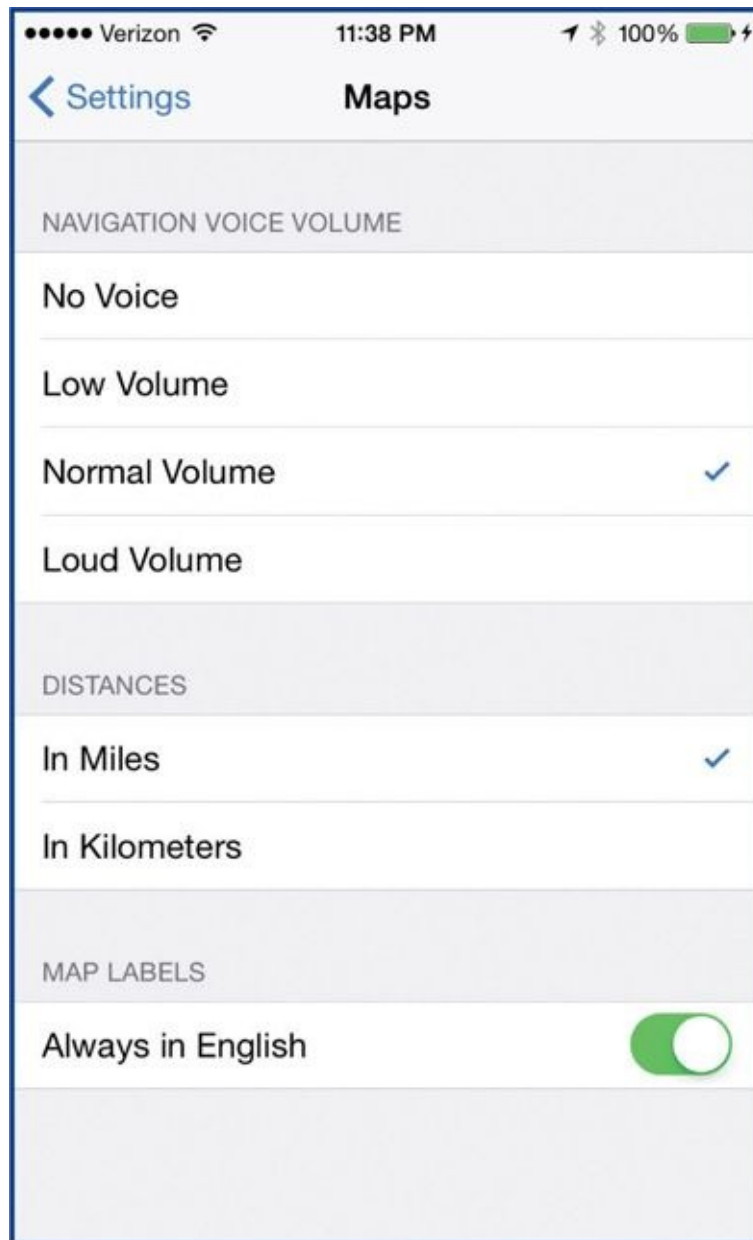 Verizon 11:38 PM 100%
Settings Maps
NAVIGATION VOICE VOLUME
No Voice
Low Volume
Normal Volume
Loud Volume
DISTANCES
In Miles
In Kilometers
MAP LABELS
Always in English